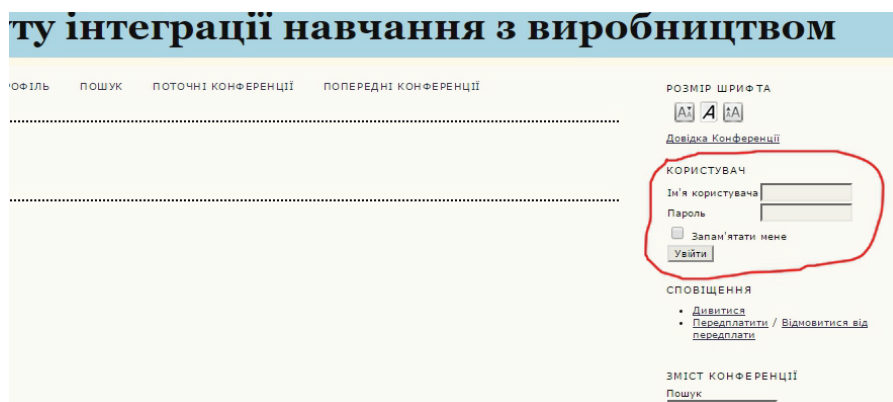 ту інтеграції навчання з виробництвом
РОФІЛЬ ПОШУК ПОТОЧНІ КОНФЕРЕНЦІЇ ПОПЕРЕДНІ КОНФЕРЕНЦІЇ
РОЗМІР ШРИФТА
Довідка Конференції
КОРИСТУВАЧ
Ім'я користувача
Пароль
Запам'ятати мене
Увійти
СПОВІЩЕННЯ
Дивитися
Передплатити / Відмовитися від
передплати
ЗМІСТ КОНФЕРЕНЦІЇ
Пошук